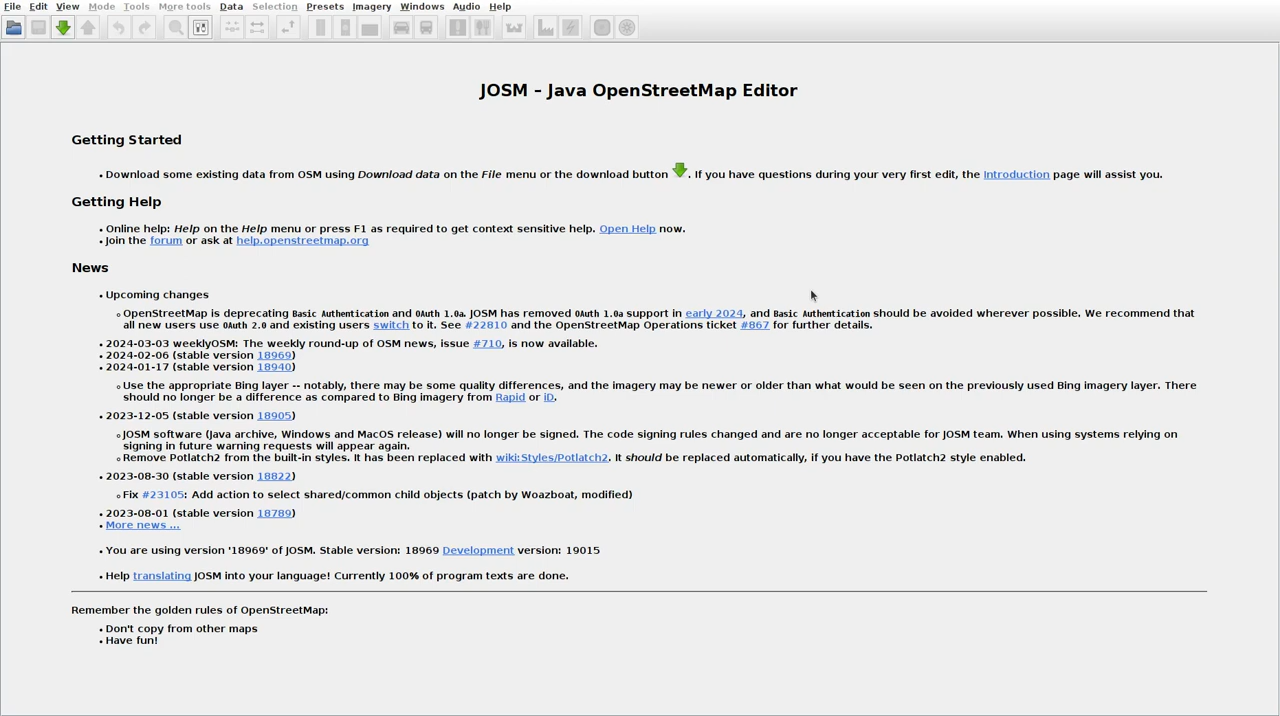 File Edit View Mode Tools More tools Data Selection Presets Imagery Windows Audio Help
JOSM – Java OpenStreetMap Editor
Getting Started
Download some existing data from OSM using Download data on the File menu or the download button . If you have questions during your very first edit, the Introduction page will assist you.
Getting Help
Online help: Help on the Help menu or press F1 as required to get context sensitive help. Open Help now.
Join the forum or ask at help.openstreetmap.org
News
Upcoming changes
OpenStreetMap is deprecating Basic Authentication and OAuth 1.0a. JOSM has removed OAuth 1.0a support in early 2024, and Basic Authentication should be avoided wherever possible. We recommend that
all new users use OAuth 2.0 and existing users switch to it. See #22810 and the OpenStreetMap Operations ticket #867 for further details.
2024-03-03 weeklyOSM: The weekly round-up of OSM news, issue #710, is now available.
2024-02-06 (stable version 18969)
2024-01-17 (stable version 18940)
Use the appropriate Bing layer -- notably, there may be some quality differences, and the imagery may be newer or older than what would be seen on the previously used Bing imagery layer. There
should no longer be a difference as compared to Bing imagery from Rapid or iD.
2023-12-05 (stable version 18905)
JOSM software (Java archive, Windows and MacOS release) will no longer be signed. The code signing rules changed and are no longer acceptable for JOSM team. When using systems relying on
signing in future warning requests will appear again.
Remove Potlatch2 from the built-in styles. It has been replaced with wiki:Styles/Potlatch2. It should be replaced automatically, if you have the Potlatch2 style enabled.
2023-08-30 (stable version 18822)
Fix #23105: Add action to select shared/common child objects (patch by Woazboat, modified)
2023-08-01 (stable version 18789)
More news ...
You are using version '18969' of JOSM. Stable version: 18969 Development version: 19015
Help translating JOSM into your language! Currently 100% of program texts are done.
Remember the golden rules of OpenStreetMap:
Don't copy from other maps
Have fun!